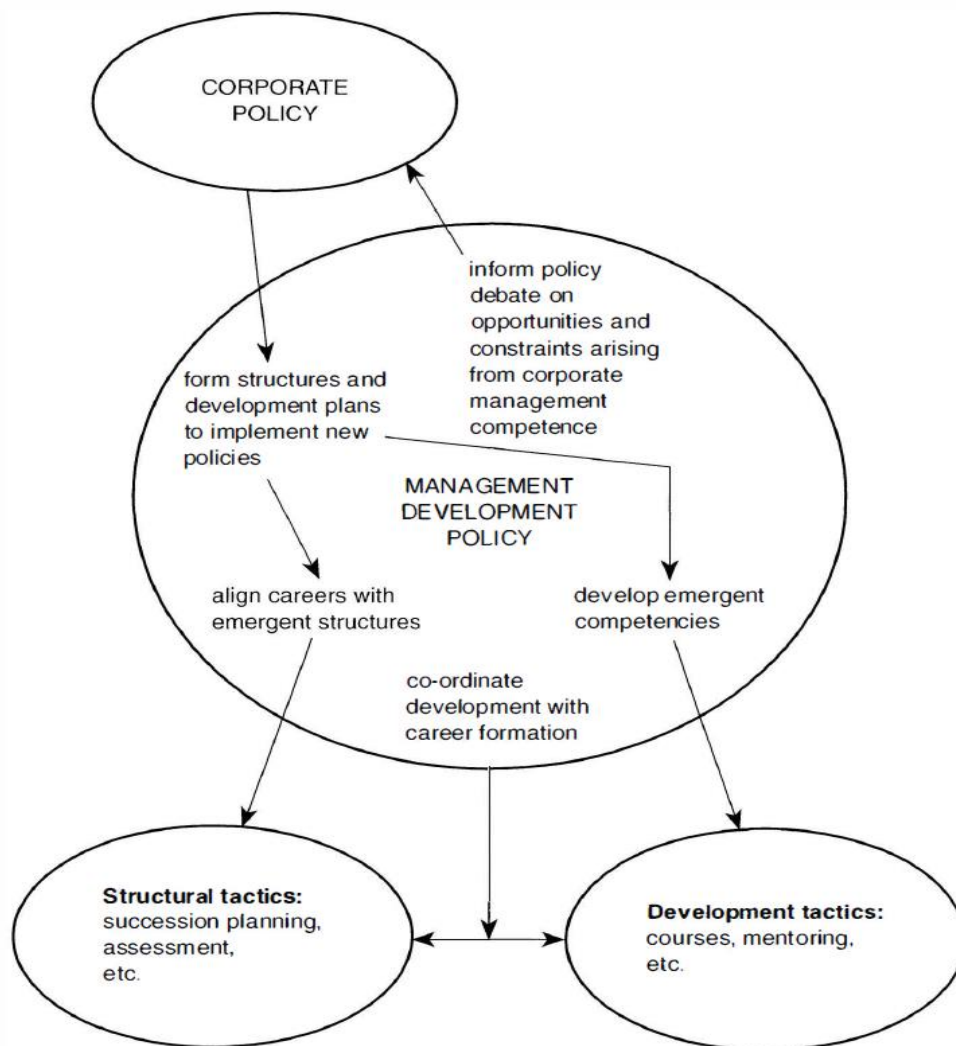 CORPORATE
POLICY
inform policy
debate on
opportunities and
constraints arising
from corporate
management
competence
form structures and
development plans
to implement new
policies
MANAGEMENT
DEVELOPMENT
POLICY
align careers with
emergent structures
develop emergent
competencies
co-ordinate
development with
career formation
Structural tactics:
succession planning,
assessment,
etc.
Development tactics:
courses, mentoring,
etc.